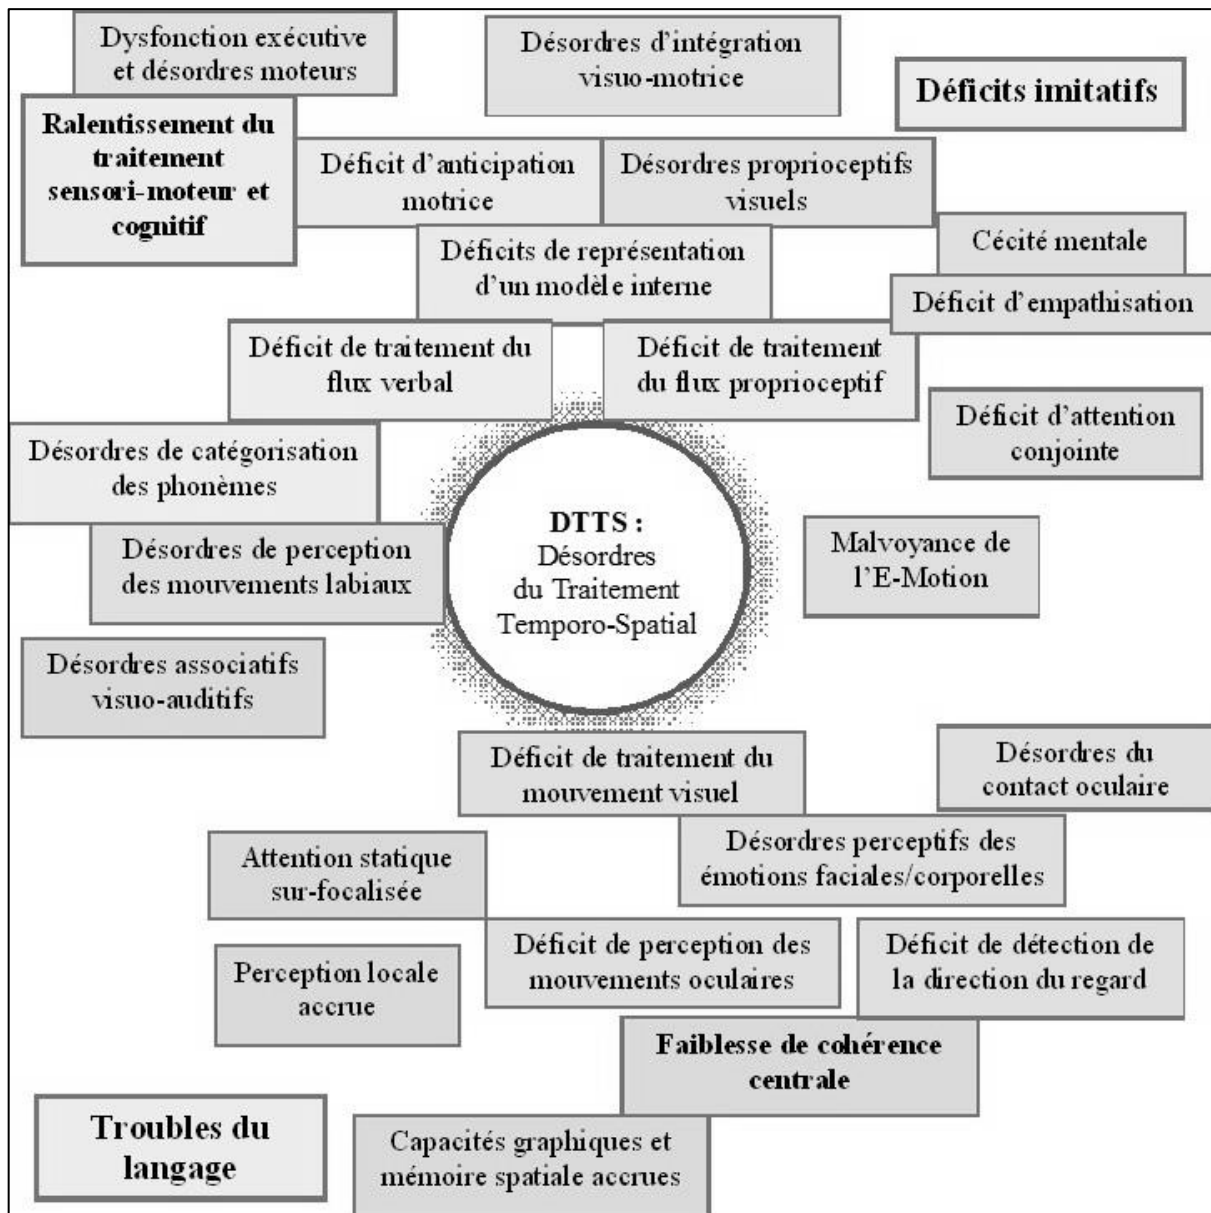 Dysfonction exécutive
et désordres moteurs
Désordres d'intégration
visuo-motrice
Déficits imitatifs
Ralentissement du
traitement
sensori-moteur et
cognitif
Déficit d'anticipation
motrice
Désordres proprioceptifs
visuels
Cécité mentale
Déficits de représentation
d'un modèle interne
Déficit d'empathisation
Déficit de traitement du
flux verbal
Déficit de traitement
du flux proprioceptif
Déficit d'attention
conjointe
Désordres de catégorisation
des phonèmes
DTTS :
Désordres
du Traitement
Temporo-Spatial
Désordres de perception
des mouvements labiaux
Malvoyance de
l'E-Motion
Désordres associatifs
visuo-auditifs
Déficit de traitement du
mouvement visuel
Désordres du
contact oculaire
Désordres perceptifs des
émotions faciales/corporelles
Attention statique
sur-focalisée
Déficit de perception des
mouvements oculaires
Déficit de détection de
la direction du regard
Perception locale
accrue
Faiblesse de cohérence
centrale
Troubles du
langage
Capacités graphiques et
mémoire spatiale accrues